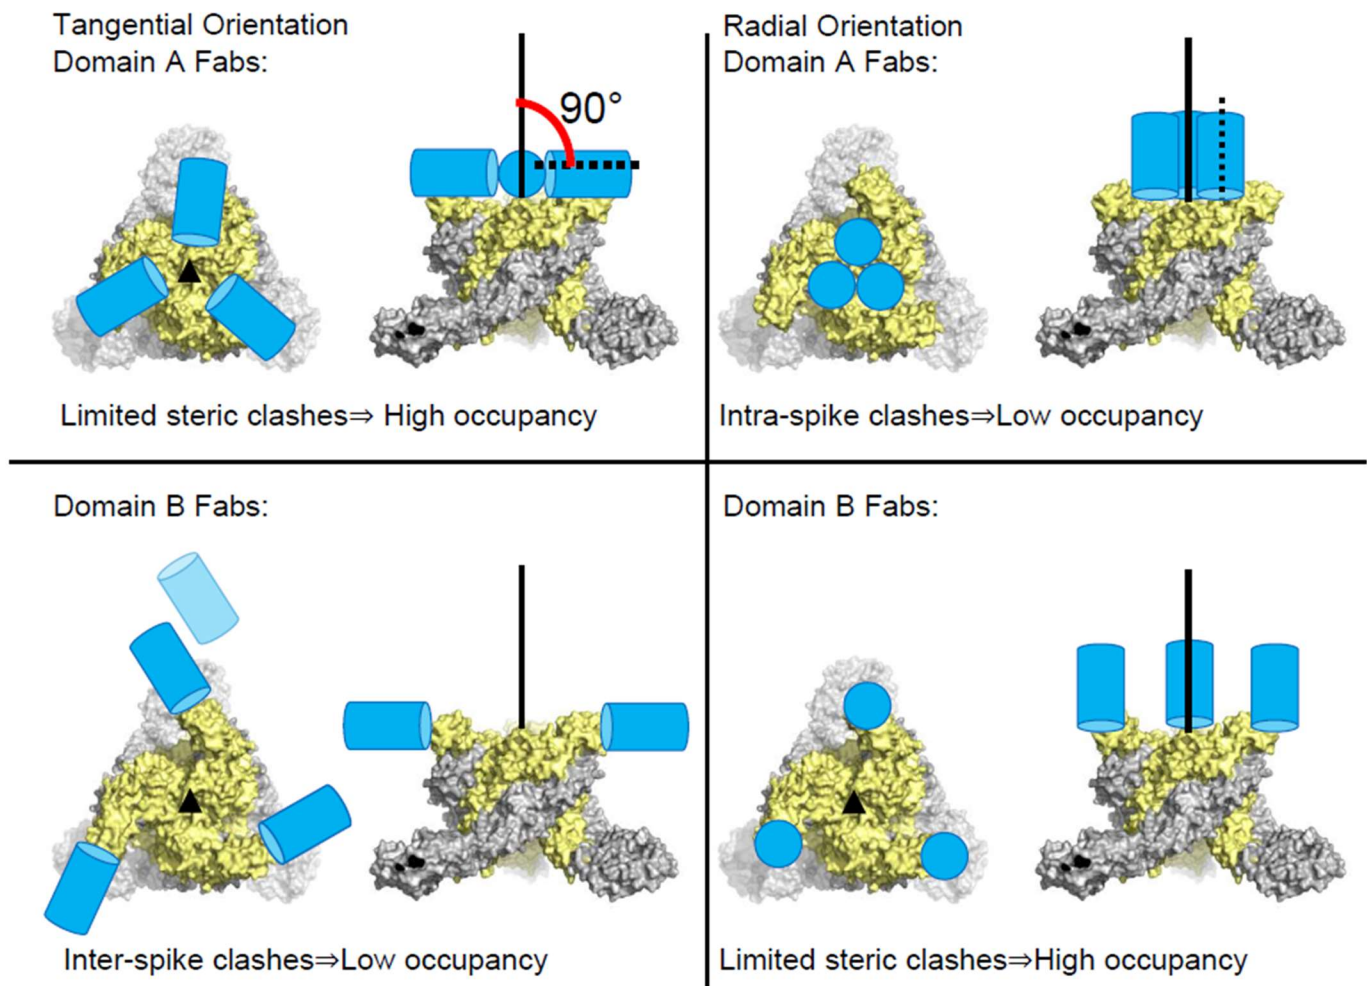 Tangential Orientation
Domain A Fabs:
90°
Limited steric clashes⇒ High occupancy
Radial Orientation
Domain A Fabs:
Intra-spike clashes⇒Low occupancy
Domain B Fabs:
Inter-spike clashes⇒Low occupancy
Domain B Fabs:
Limited steric clashes⇒High occupancy